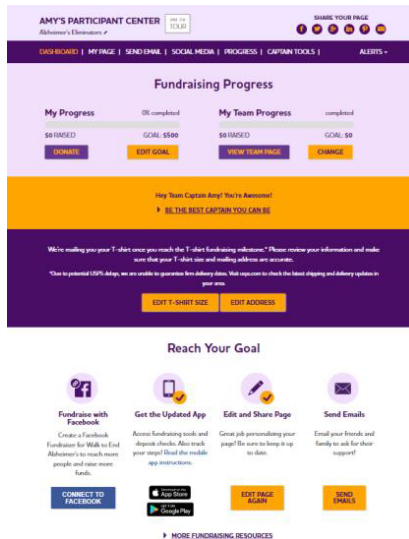 AMY'S PARTICIPANT CENTER
TOUR
SHARE YOUR PAGE
Alzheimer's Eliminators
DASHBOARD | MY PAGE | SEND EMAIL | SOCIAL MEDIA | PROGRESS | CAPTAIN TOOLS | ALERTS
Fundraising Progress
My Progress 0% completed
My Team Progress completed
$0 RAISED GOAL: $500
$0 RAISED GOAL: $0
DONATE EDIT GOAL
VIEW TEAM PAGE CHANGE
Hey Team Captain Amy! You're Awesome!
BE THE BEST CAPTAIN YOU CAN BE
We're mailing you your T-shirt once you reach the T-shirt fundraising milestone.* Please review your information and make
sure that your T-shirt size and mailing address are accurate.
*Due to potential USPS delays, we are unable to guarantee firm delivery dates. Visit usps.com to check the latest shipping and delivery updates in
your area.
EDIT T-SHIRT SIZE EDIT ADDRESS
Reach Your Goal
Fundraise with
Facebook
Create a Facebook
Fundraiser for Walk to End
Alzheimer's to reach more
people and raise more
funds.
CONNECT TO
FACEBOOK
Get the Updated App
Access fundraising tools and
deposit checks. Also track
your steps! Read the mobile
app instructions.
App Store
Google Play
Edit and Share Page
Great job personalizing your
page! Be sure to keep it up
to date.
EDIT PAGE
AGAIN
Send Emails
Email your friends and
family to ask for their
support!
SEND
EMAILS
MORE FUNDRAISING RESOURCES